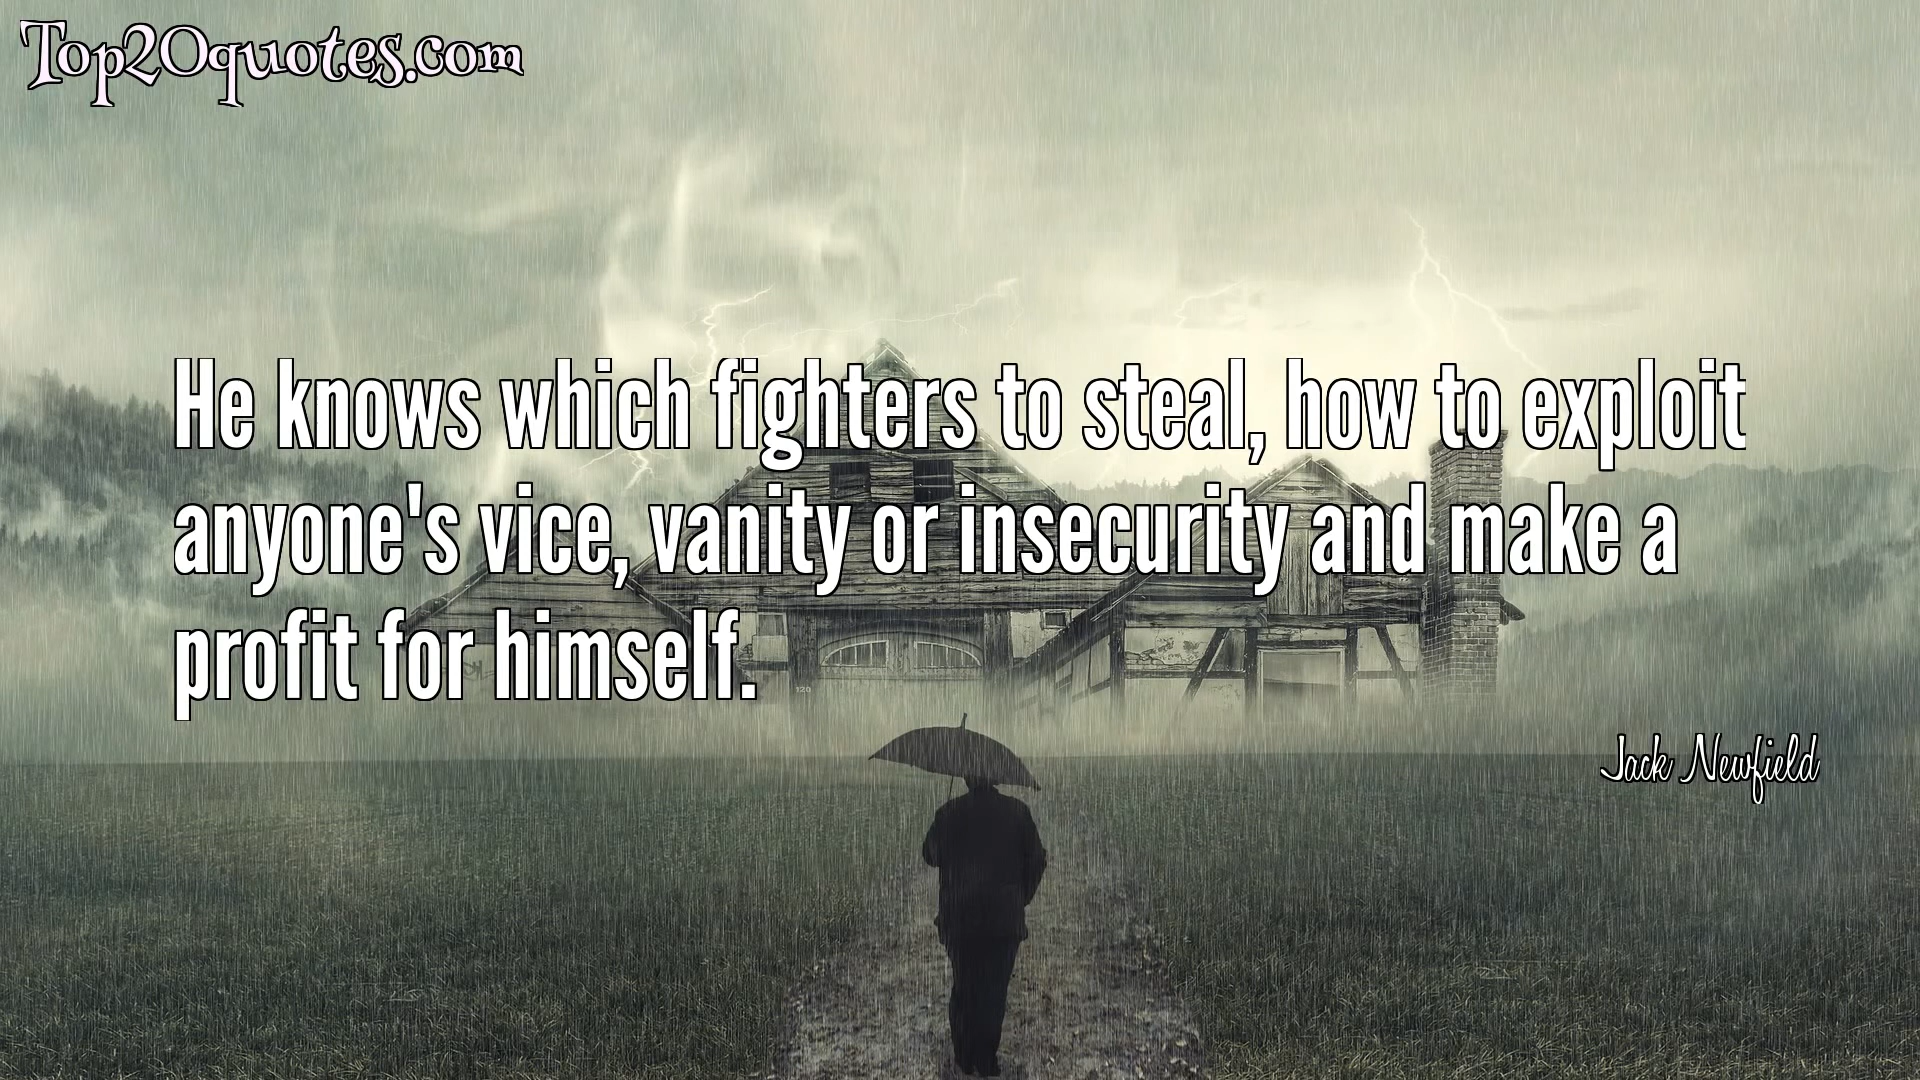 Top20quotes.com
He knows which fighters to steal, how to exploit
anyone's vice, vanity or insecurity and make a
profit for himself.
Jack Newfield
120